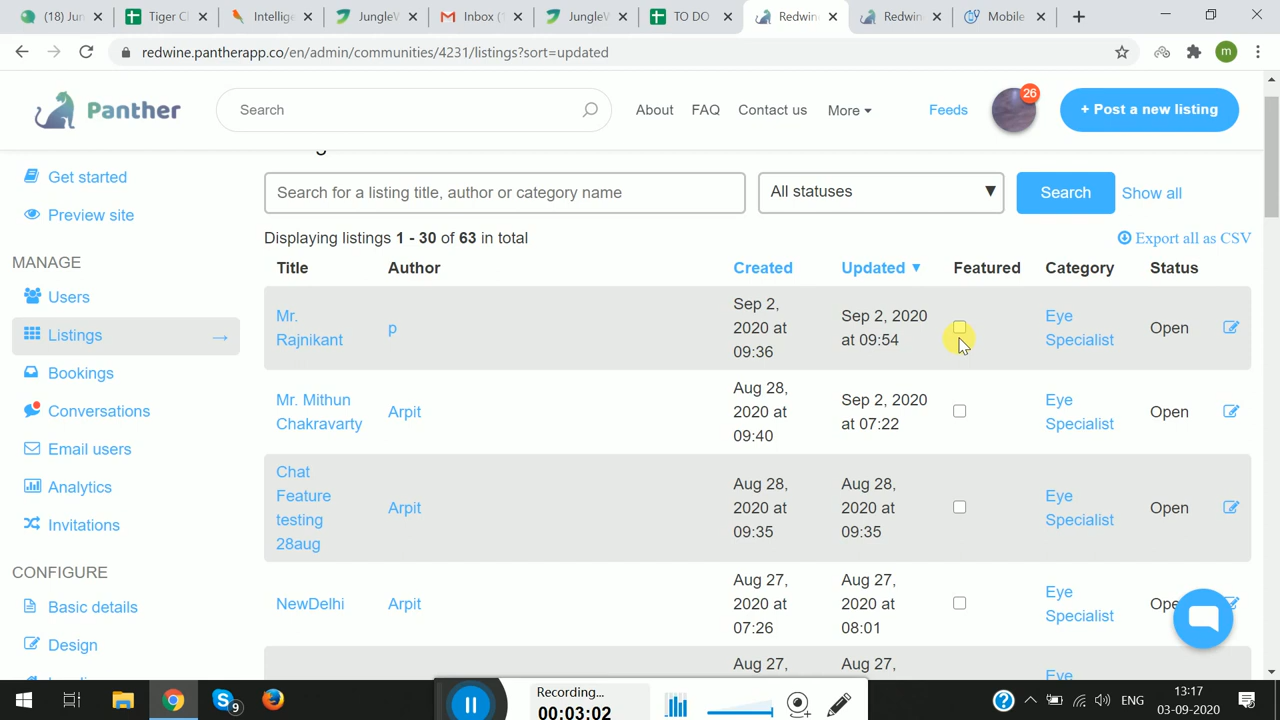 (18) Jun
Tiger Cl
Intellige
JungleW
Inbox (1
JungleW
TO DO
Redwin
Redwin
Mobile
redwine.pantherapp.co/en/admin/communities/4231/listings?sort=updated
m
Panther
Search
About
FAQ
Contact us
More
Feeds
26
+ Post a new listing
Get started
Preview site
MANAGE
Users
Listings
Bookings
Conversations
Email users
Analytics
Invitations
CONFIGURE
Basic details
Design
Search for a listing title, author or category name
All statuses
Search
Show all
Displaying listings 1 - 30 of 63 in total
Export all as CSV
Title Author Created Updated ▼ Featured Category Status
Mr.
Rajnikant
p
Sep 2,
2020 at
09:36
Sep 2, 2020
at 09:54
Eye
Specialist
Open
Mr. Mithun
Chakravarty
Arpit
Aug 28,
2020 at
09:40
Sep 2, 2020
at 07:22
Eye
Specialist
Open
Chat
Feature
testing
28aug
Arpit
Aug 28,
2020 at
09:35
Aug 28,
2020 at
09:35
Eye
Specialist
Open
NewDelhi
Arpit
Aug 27,
2020 at
07:26
Aug 27,
2020 at
08:01
Eye
Specialist
Ope
Aug 27,
Aug 27,
Eye
Recording...
00:03:02
9
ENG
13:17
03-09-2020